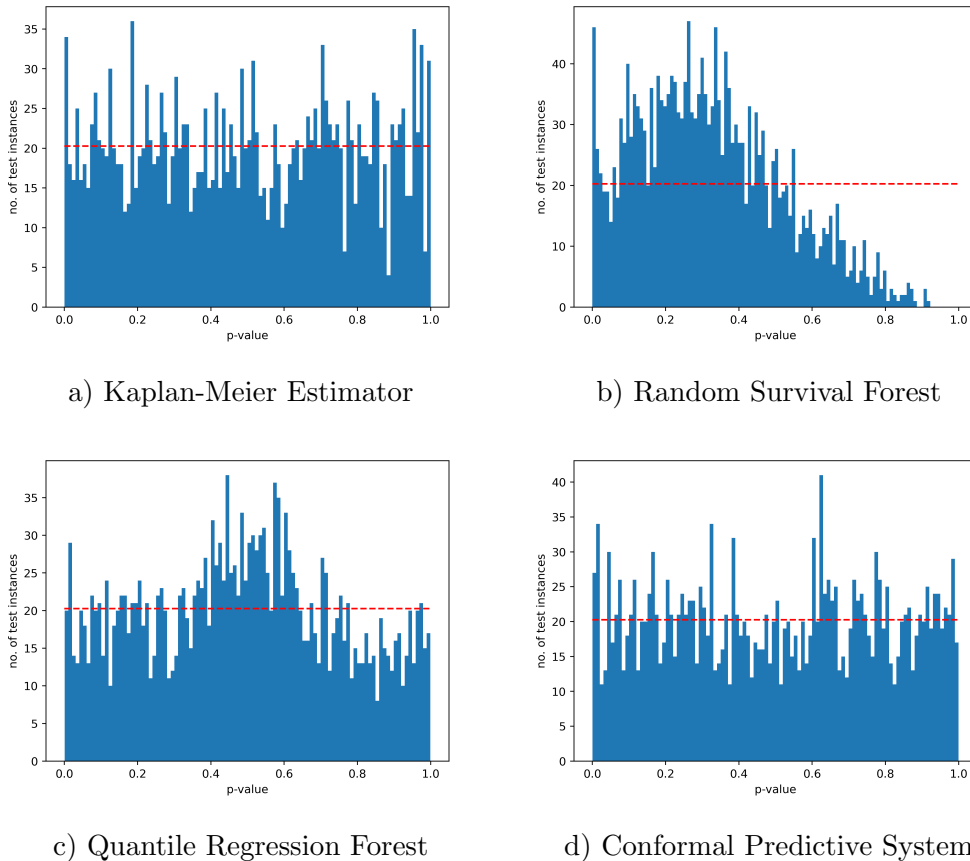 35
30
25
20
15
10
5
0
no. of test instances
0.0 0.2 0.4 0.6 0.8 1.0
p-value
a) Kaplan-Meier Estimator
40
30
20
10
0
no. of test instances
0.0 0.2 0.4 0.6 0.8 1.0
p-value
b) Random Survival Forest
35
30
25
20
15
10
5
0
no. of test instances
0.0 0.2 0.4 0.6 0.8 1.0
p-value
c) Quantile Regression Forest
40
35
30
25
20
15
10
5
0
no. of test instances
0.0 0.2 0.4 0.6 0.8 1.0
p-value
d) Conformal Predictive System